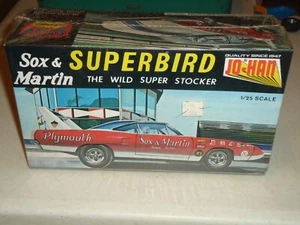 Sox & Martin
SUPERBIRD
THE WILD SUPER STOCKER
QUALITY SINCE 1947
JO-HAN
1/25 SCALE
Plymouth
Sox & Martin